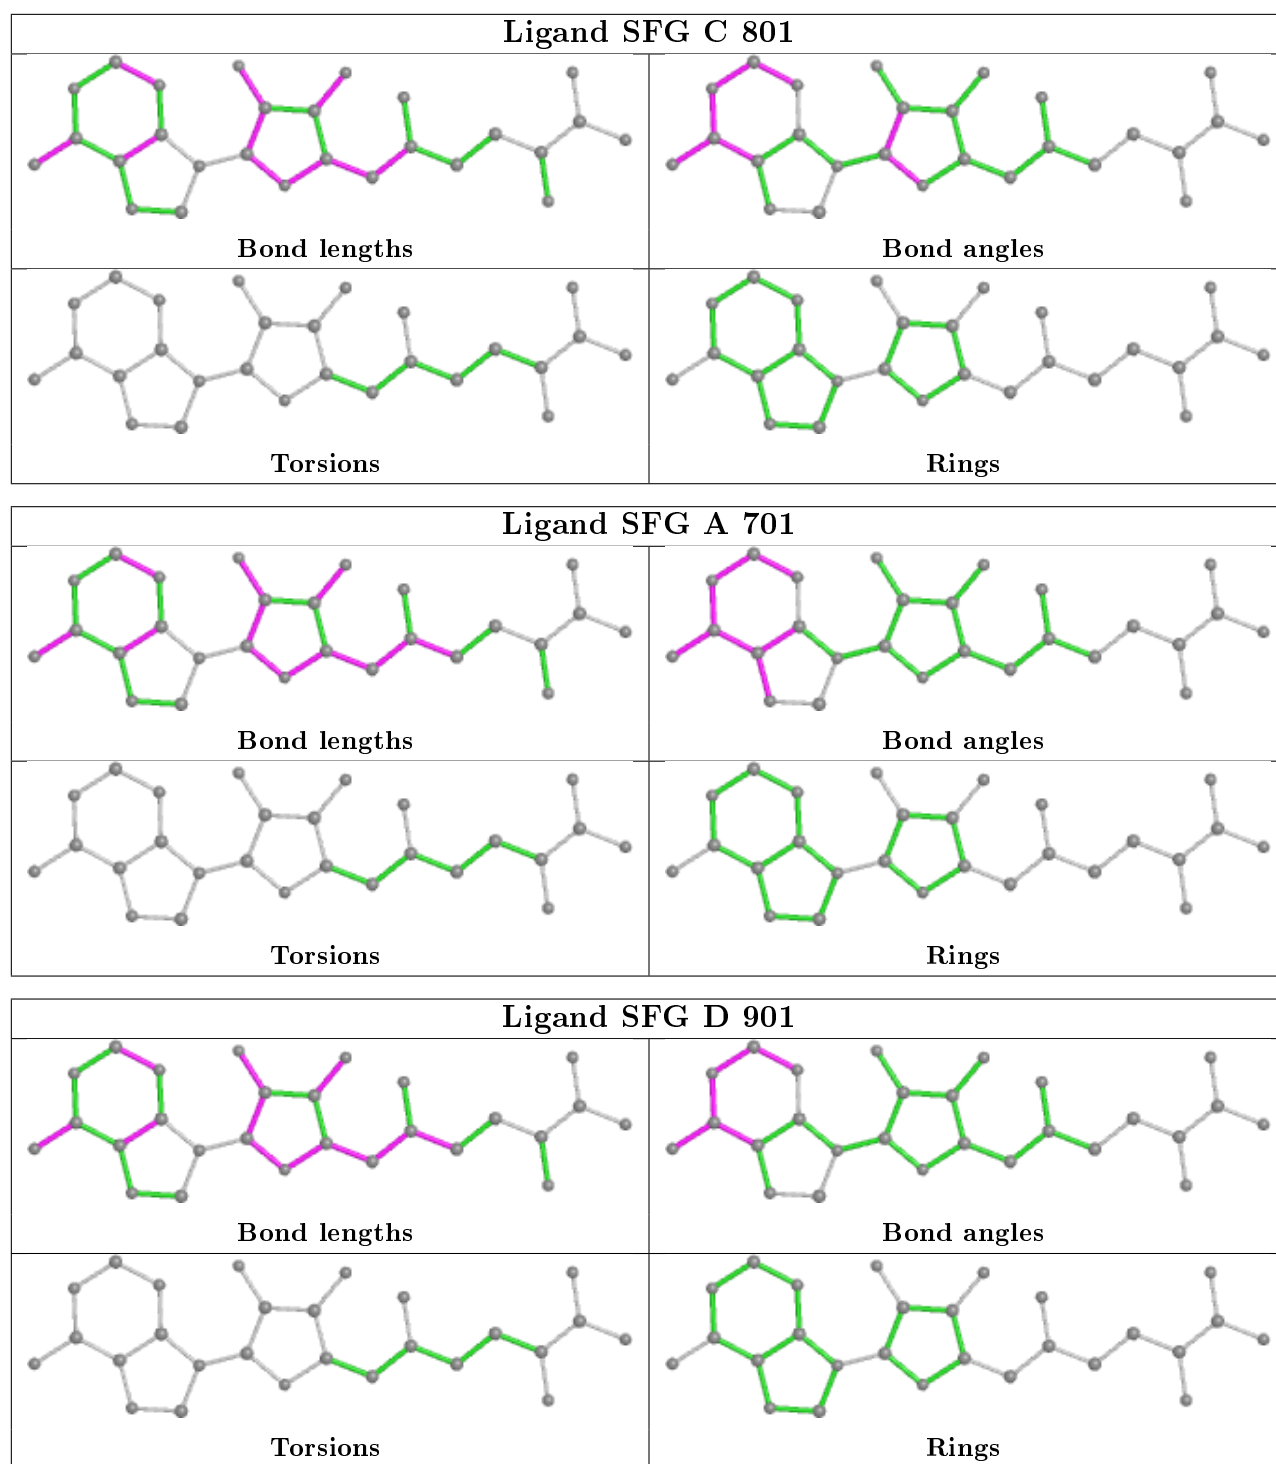 Ligand SFG C 801
Bond lengths
Bond angles
Torsions
Rings
Ligand SFG A 701
Bond lengths
Bond angles
Torsions
Rings
Ligand SFG D 901
Bond lengths
Bond angles
Torsions
Rings